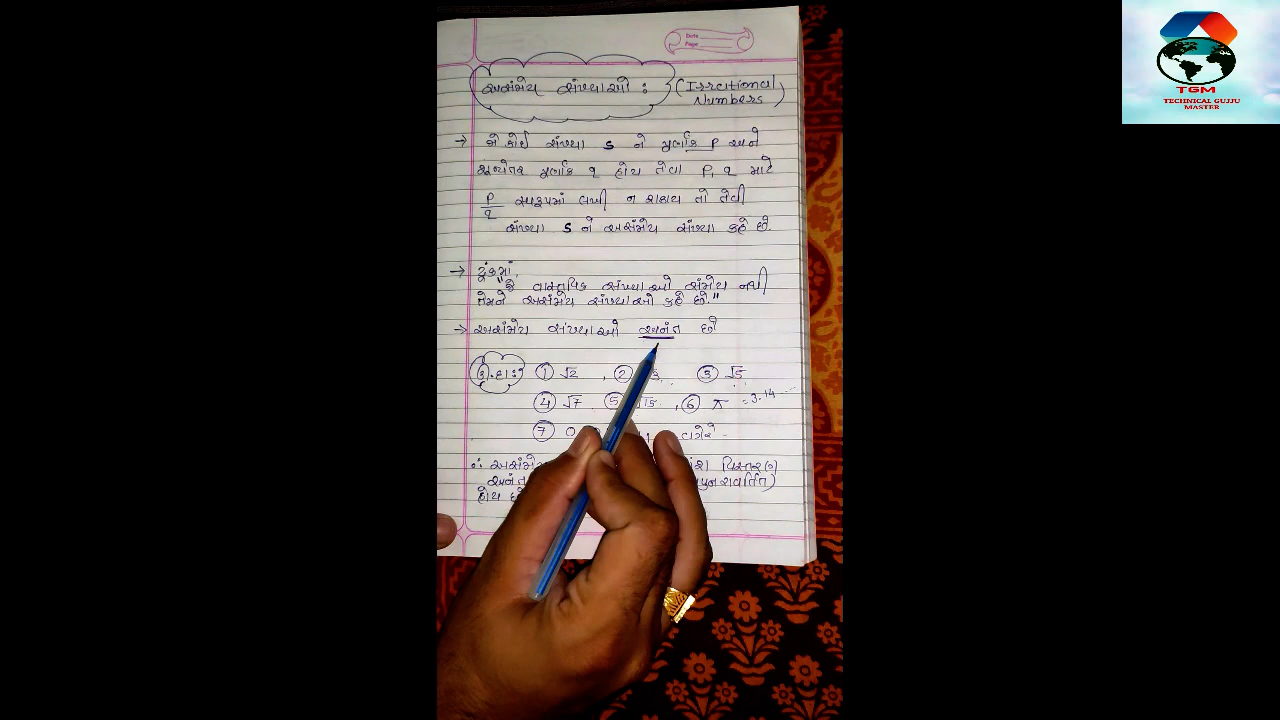 Date
Page
અસંમેય સંખ્યાઓ : (Irrational Numbers)
→ જો કોઈ સંખ્યા S ને પૂર્ણાંક P અને
શૂન્યેતર પૂર્ણાંક q હોય તેવા P, q માટે
P/q સ્વરૂપમાં લખી ન શકાય તો તેવી
સંખ્યા S ને અસંમેય સંખ્યા કહે છે.
→ ટુંકમાં,
"જે વાસ્તવિક સંખ્યાઓ સંમેય નથી
તેમને અસંમેય સંખ્યાઓ કહે છે."
→ અસંમેય સંખ્યાઓ અનંત છે
ઉ.દા:- ① √2 , ② ③ √5
④ √7 ⑤ √15 , ⑥ π = 3.14
⑦ 0 વગેરે
∴ વિસ્તાર
અનંત
હોય
TGM
TECHNICAL GUJJU
MASTER